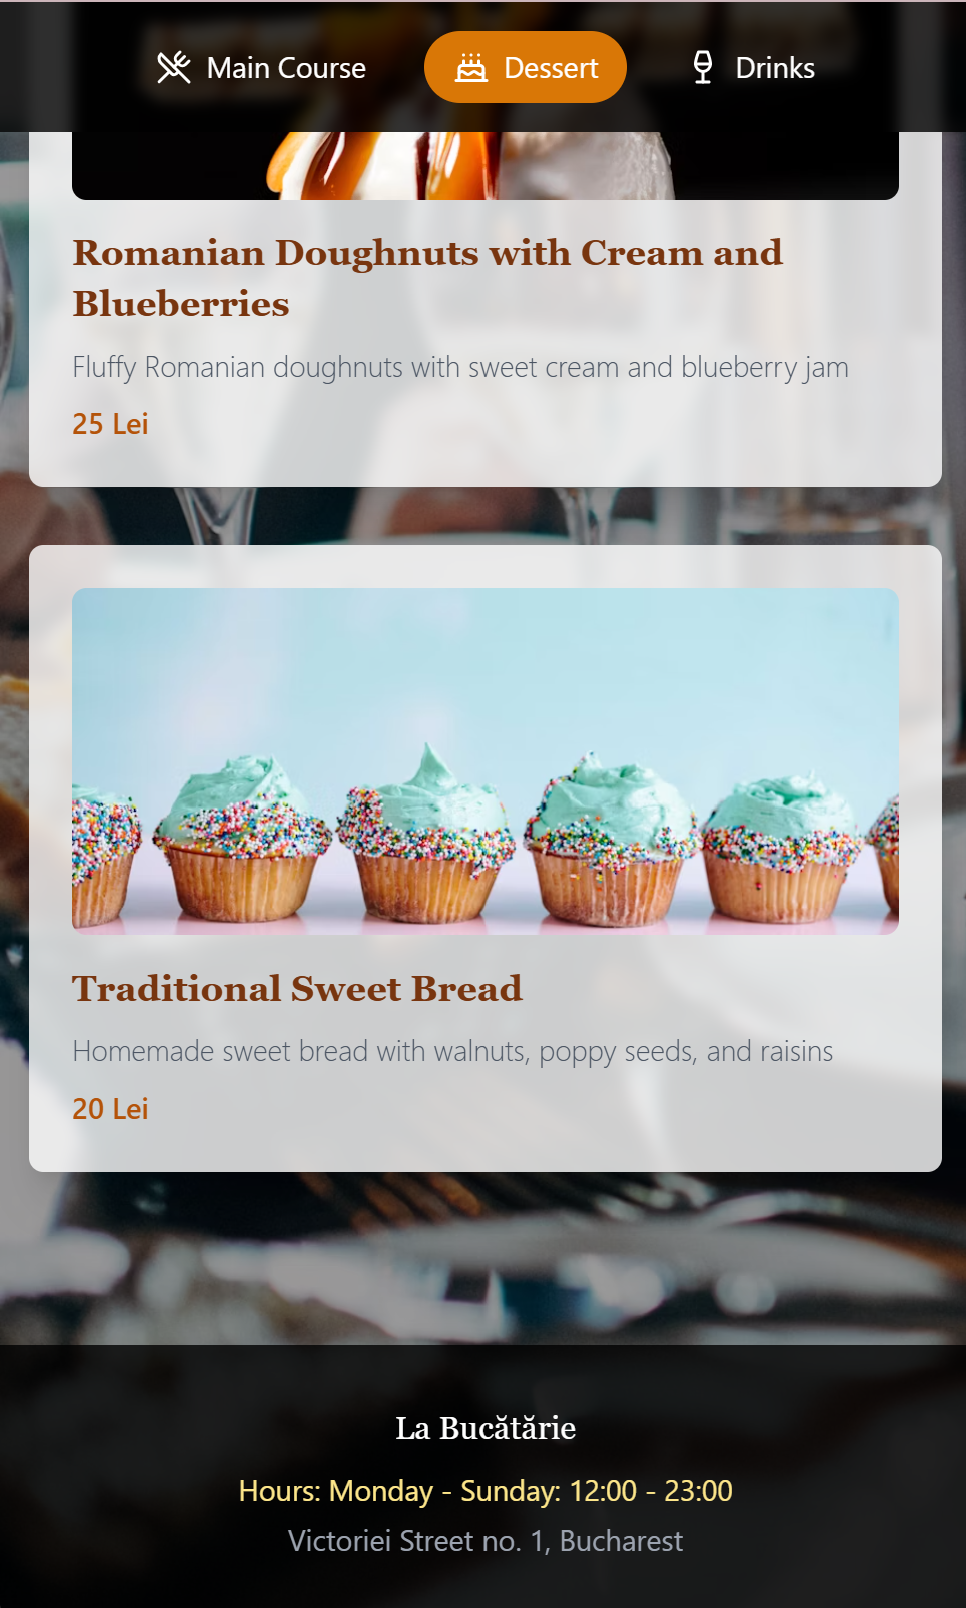 Main Course
Dessert
Drinks
Romanian Doughnuts with Cream and
Blueberries
Fluffy Romanian doughnuts with sweet cream and blueberry jam
25 Lei
Traditional Sweet Bread
Homemade sweet bread with walnuts, poppy seeds, and raisins
20 Lei
La Bucătărie
Hours: Monday - Sunday: 12:00 - 23:00
Victoriei Street no. 1, Bucharest